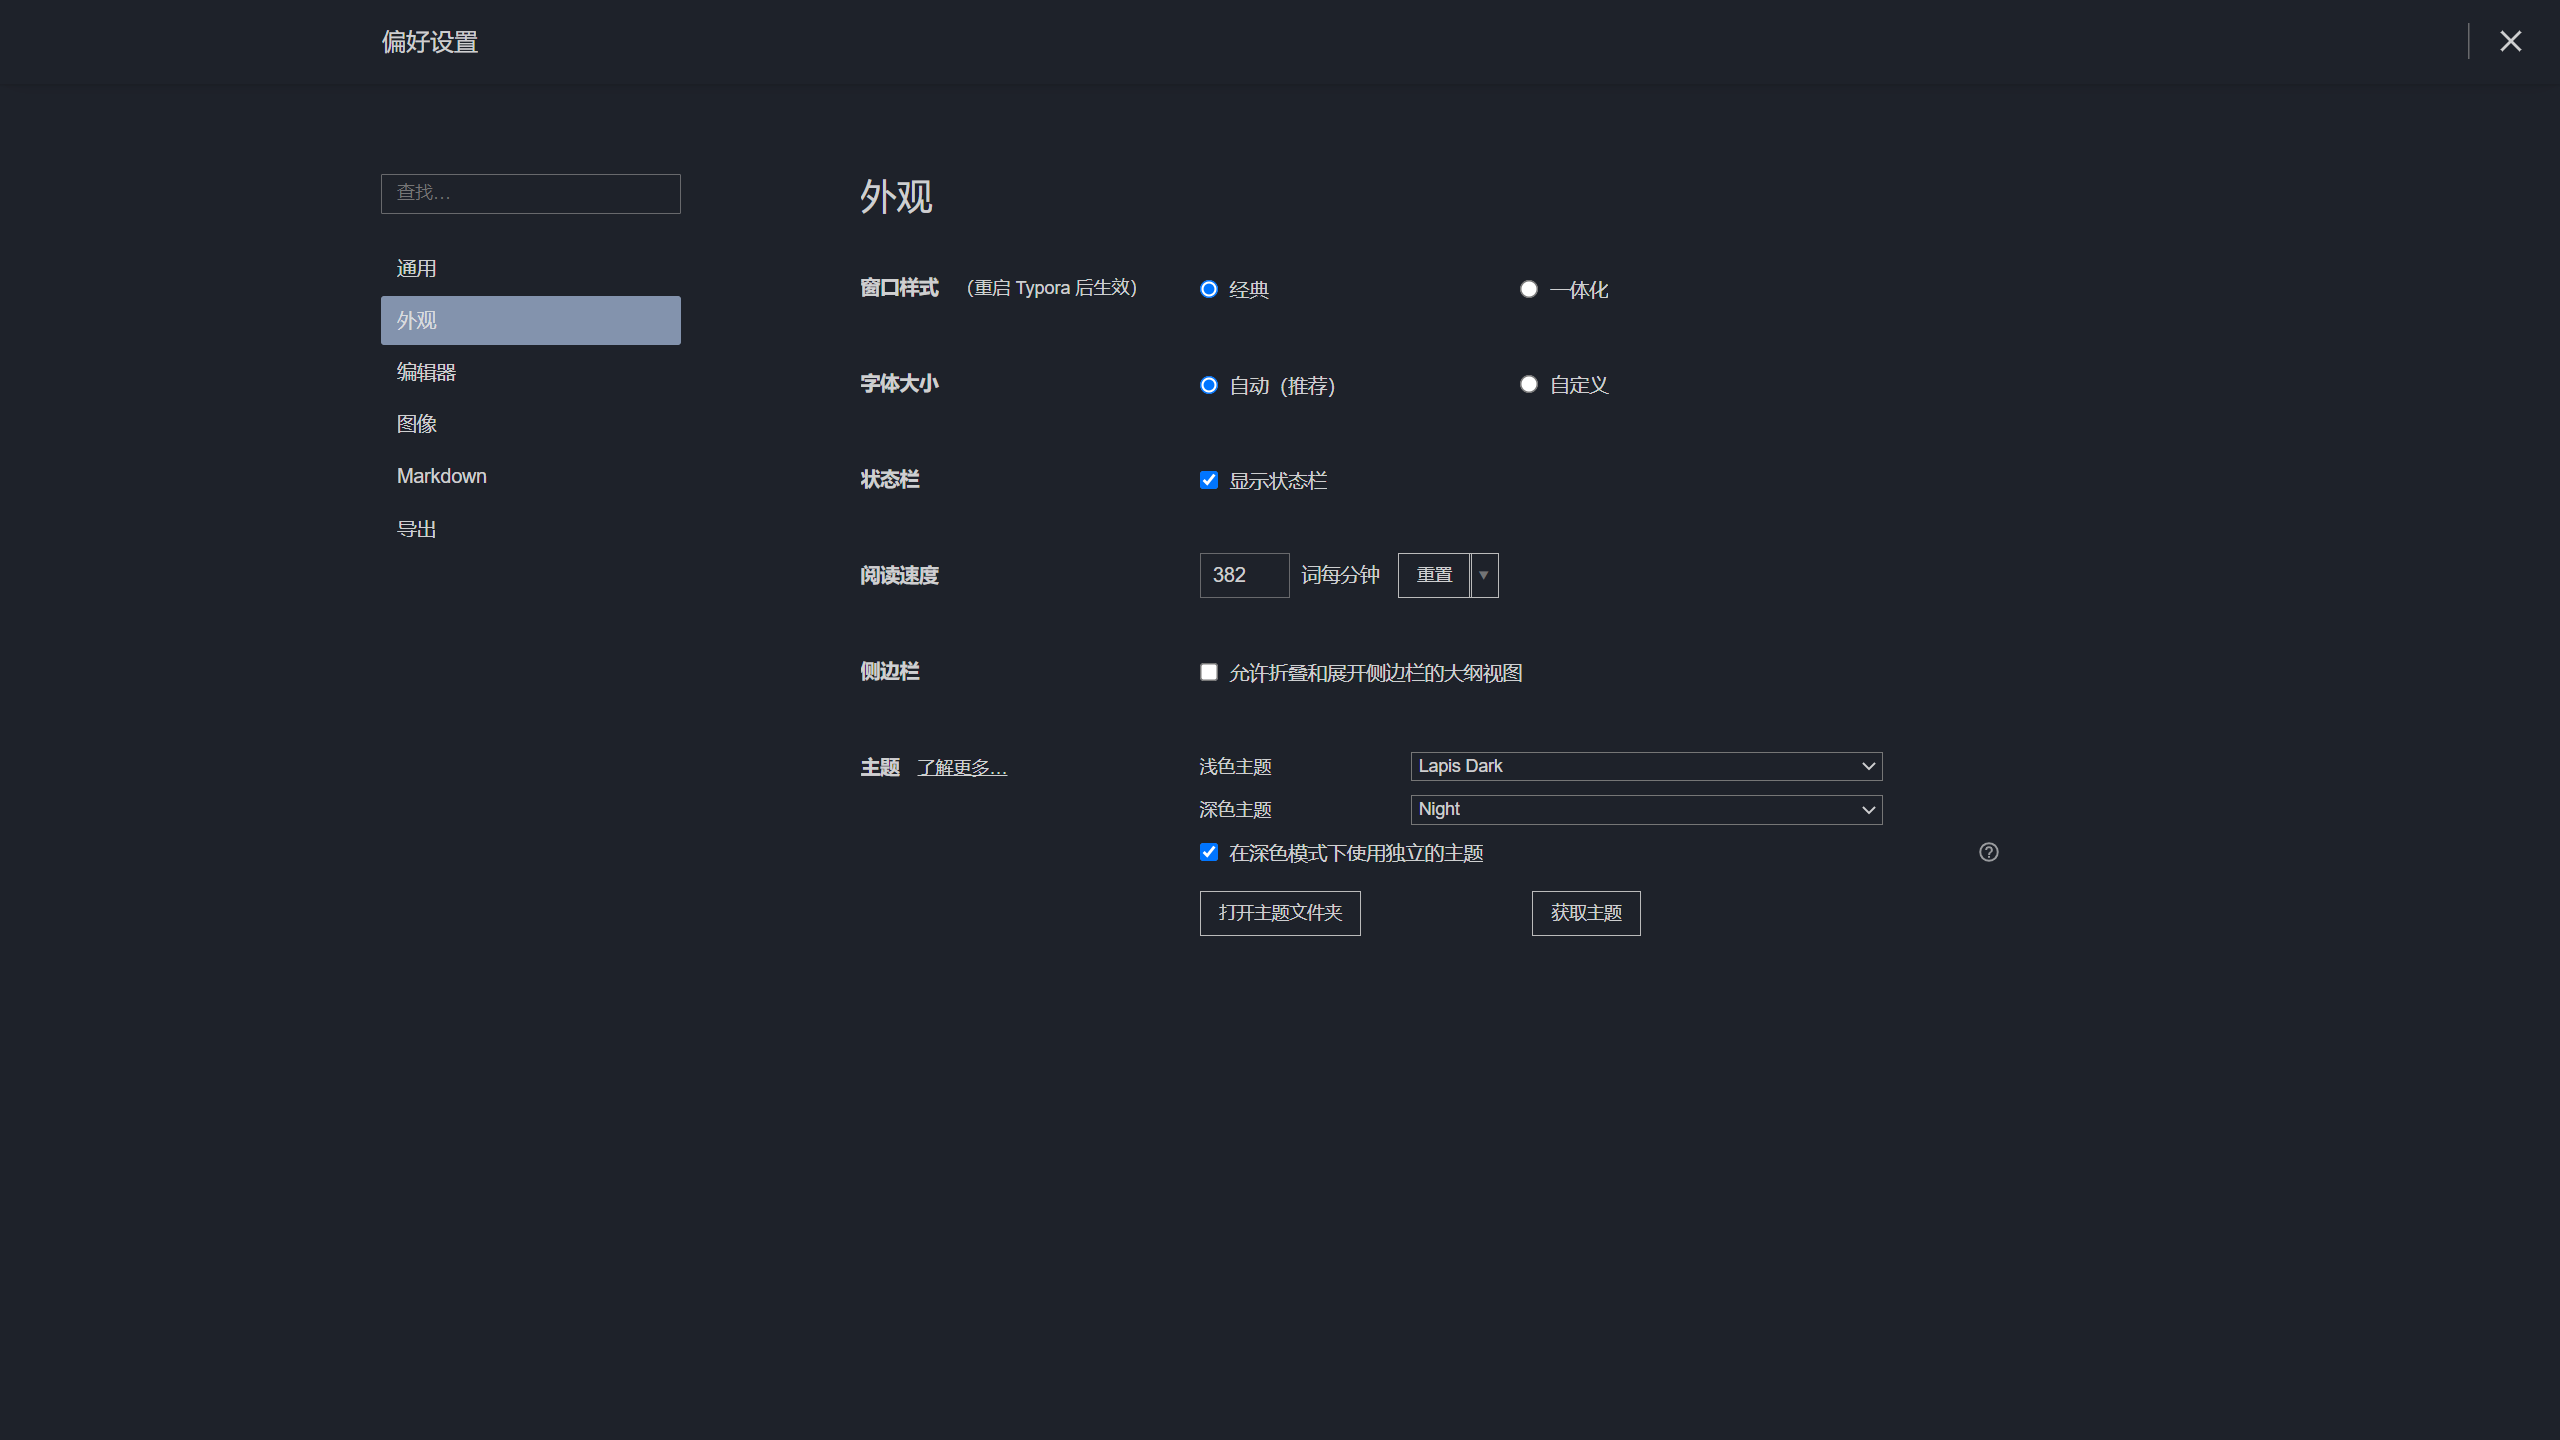 偏好设置
查找...
通用
外观
编辑器
图像
Markdown
导出
外观
窗口样式 （重启 Typora 后生效） 经典 一体化
字体大小 自动（推荐） 自定义
状态栏 显示状态栏
阅读速度 382 词每分钟 重置
侧边栏 允许折叠和展开侧边栏的大纲视图
主题 了解更多... 浅色主题 Lapis Dark
深色主题 Night
在深色模式下使用独立的主题
打开主题文件夹 获取主题